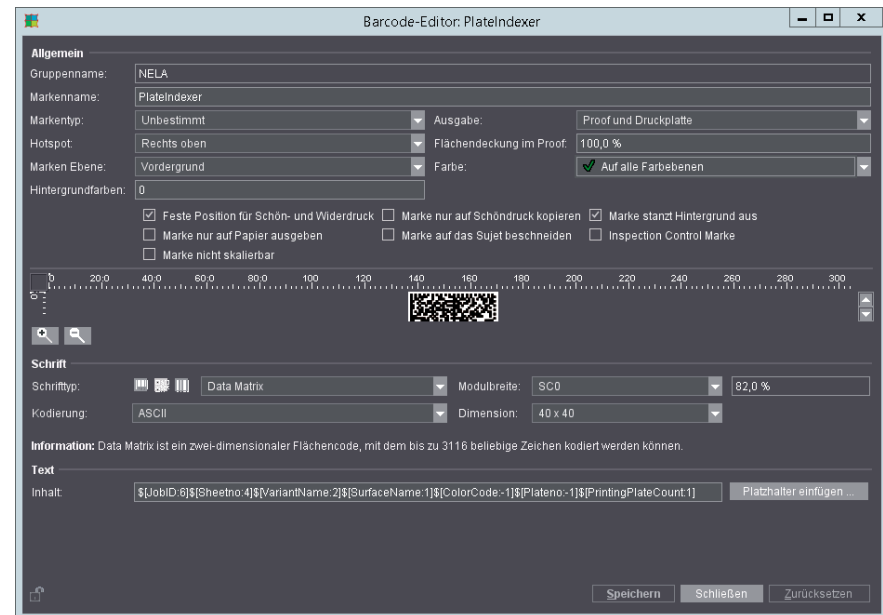 Barcode-Editor: PlateIndexer
Allgemein
Gruppenname: NELA
Markenname: PlateIndexer
Markentyp: Unbestimmt Ausgabe: Proof und Druckplatte
Hotspot: Rechts oben Flächendeckung im Proof: 100,0 %
Marken Ebene: Vordergrund Farbe: Auf alle Farbebenen
Hintergrundfarben: 0
Feste Position für Schön- und Widerdruck Marke nur auf Schöndruck kopieren Marke stanzt Hintergrund aus
Marke nur auf Papier ausgeben Marke auf das Sujet beschneiden Inspection Control Marke
Marke nicht skalierbar
0 20:0 40:0 60:0 80:0 100 120 140 160 180 200 220 240 260 280 300
0
Schrift
Schrifttyp: Data Matrix Modulbreite: SC0 82,0 %
Kodierung: ASCII Dimension: 40 x 40
Information: Data Matrix ist ein zwei-dimensionaler Flächencode, mit dem bis zu 3116 beliebige Zeichen kodiert werden können.
Text
Inhalt: $[JobID:6]$[Sheetno:4]$[VariantName:2]$[SurfaceName:1]$[ColorCode:-1]$[Plateno:-1]$[PrintingPlateCount:1] Platzhalter einfügen ...
Speichern Schließen Zurücksetzen